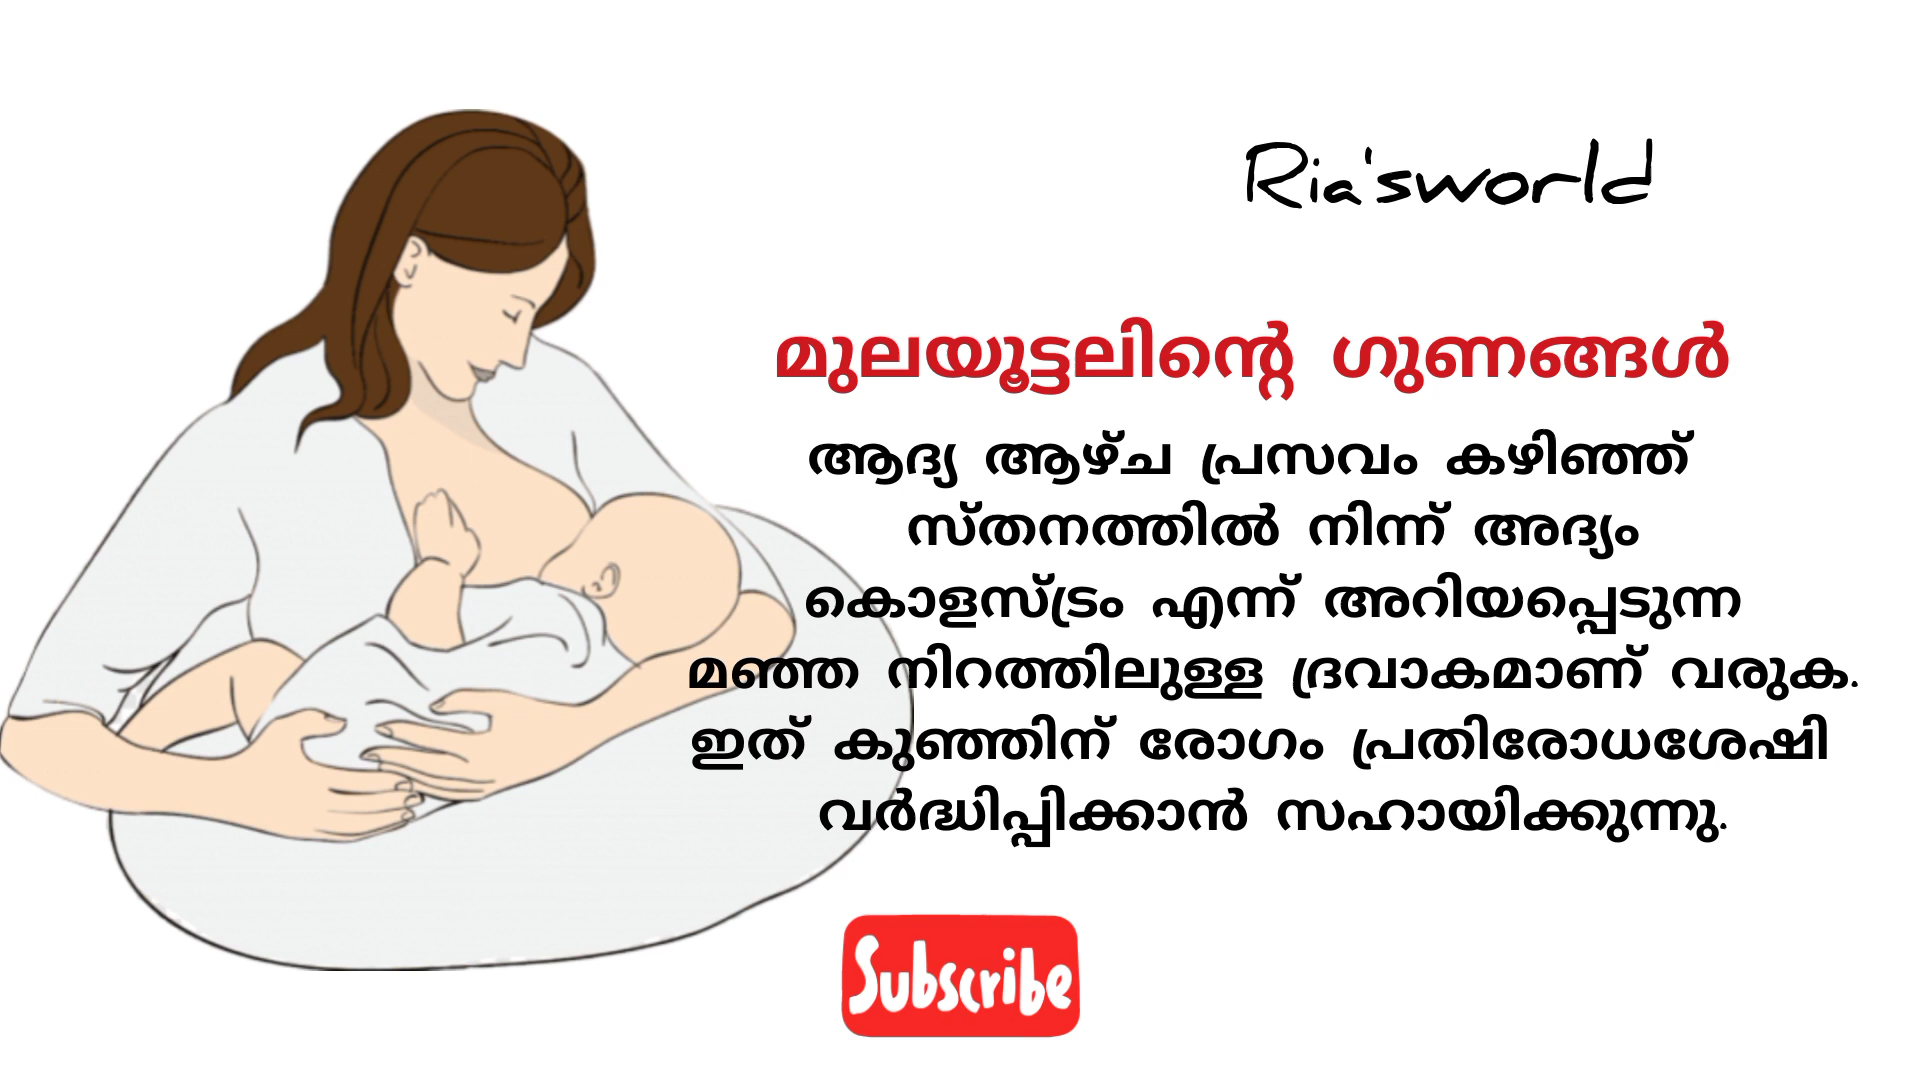 Ria'sworld
മുലയൂട്ടലിന്റെ ഗുണങ്ങൾ
ആദ്യ ആഴ്ച പ്രസവം കഴിഞ്ഞ്
സ്തനത്തിൽ നിന്ന് അദ്യം
കൊളസ്ട്രം എന്ന് അറിയപ്പെടുന്ന
മഞ്ഞ നിറത്തിലുള്ള ദ്രവാകമാണ് വരുക.
ഇത് കുഞ്ഞിന് രോഗം പ്രതിരോധശേഷി
വർദ്ധിപ്പിക്കാൻ സഹായിക്കുന്നു.
Subscribe